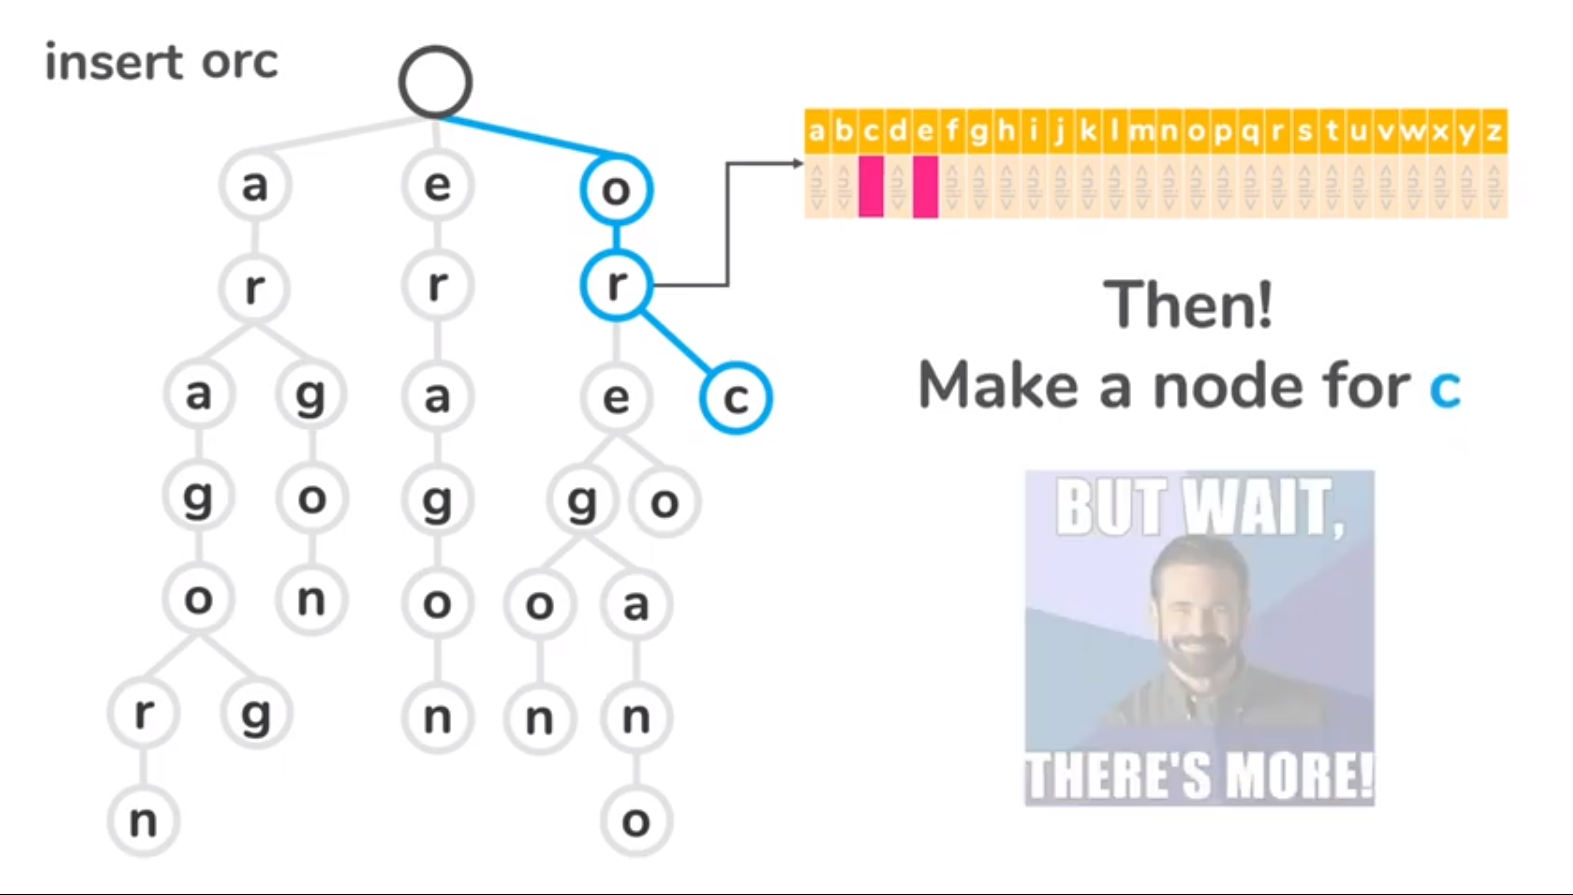 insert orc
a b c d e f g h i j k l m n o p q r s t u v w x y z
<nil> <nil> <nil> <nil> <nil> <nil> <nil> <nil> <nil> <nil> <nil> <nil> <nil> <nil> <nil> <nil> <nil> <nil> <nil> <nil> <nil> <nil> <nil> <nil>
a e o
r r r
Then!
Make a node for c
a g a e c
g o g g o
o n o o a
r g n n n
n o
BUT WAIT,
THERE'S MORE!